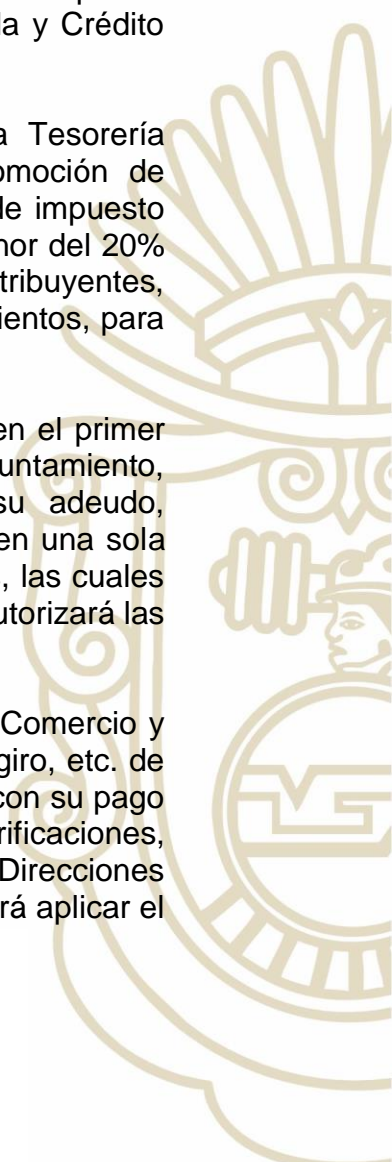 la y Crédito
a Tesorería
omoción de
de impuesto
nor del 20%
tribuyentes,
ientos, para
en el primer
untamiento,
su adeudo,
en una sola
, las cuales
utorizará las
Comercio y
giro, etc. de
con su pago
rificaciones,
Direcciones
rá aplicar el